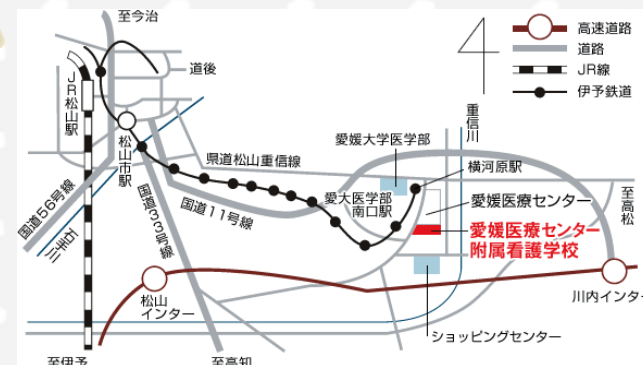 至今治
高速道路
道路
JR線
伊予鉄道
道後
JR松山駅
松山市駅
重信川
愛媛大学医学部
県道松山重信線
横河原駅
愛大医学部
南口駅
愛媛医療センター
至高松
国道56号線
国道33号線
国道11号線
愛媛医療センター
附属看護学校
松山
インター
川内インター
ショッピングセンター
至伊予
至高知